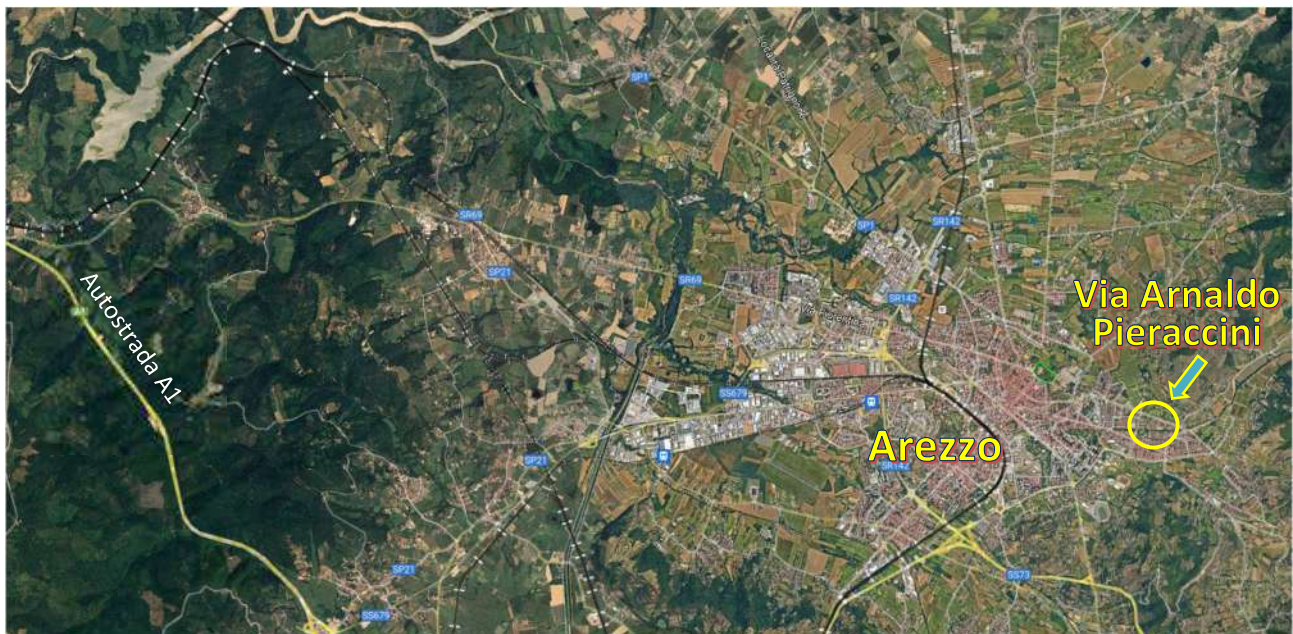 SP1
SR69
SP1
SR142
SP21
SR69
SR142
Autostrada A1
Via Arnaldo
Pieraccini
SS679
Arezzo
SP21
SR142
SP21
SS73
SS679